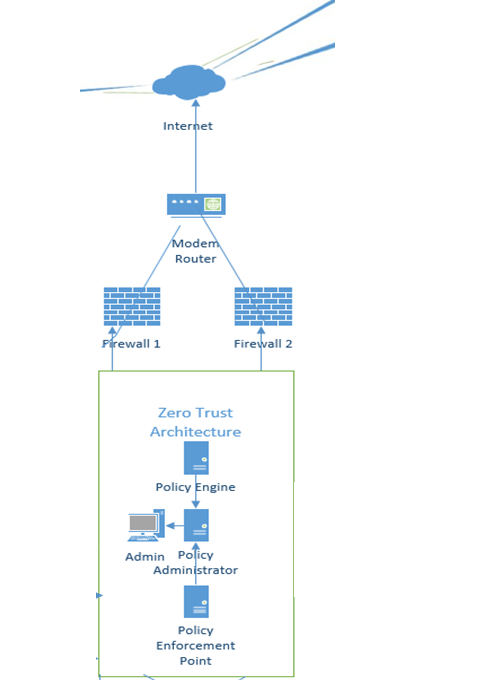 Internet
Modem
Router
Firewall 1
Firewall 2
Zero Trust
Architecture
Policy Engine
Admin
Policy
Administrator
Policy
Enforcement
Point